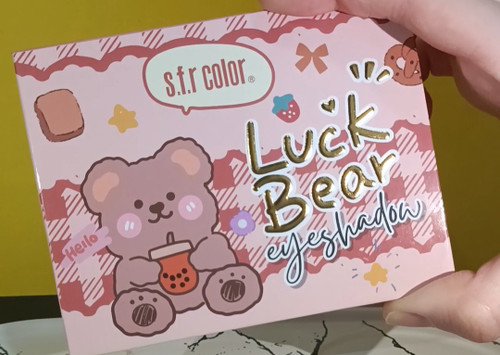 s.f.r color®
Luck
Bear
eyeshadow
Hello